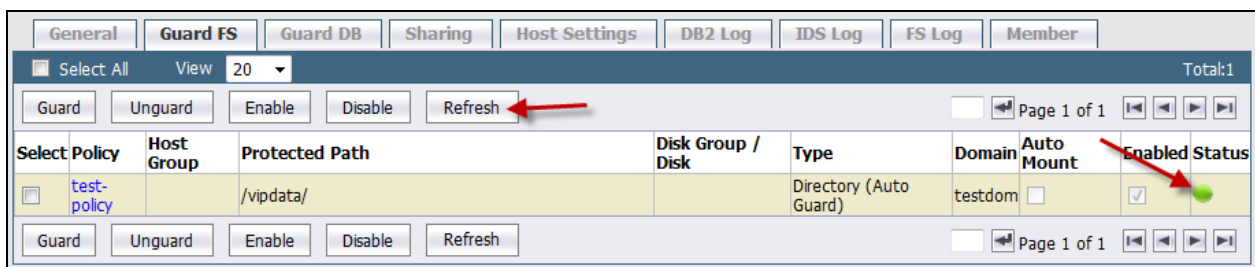 General Guard FS Guard DB Sharing Host Settings DB2 Log IDS Log FS Log Member
Select All View 20 Total:1
Guard Unguard Enable Disable Refresh Page 1 of 1
Select Policy Host Group Protected Path Disk Group / Disk Type Domain Auto Mount Enabled Status
test-policy /vipdata/ Directory (Auto Guard) testdom
Guard Unguard Enable Disable Refresh Page 1 of 1